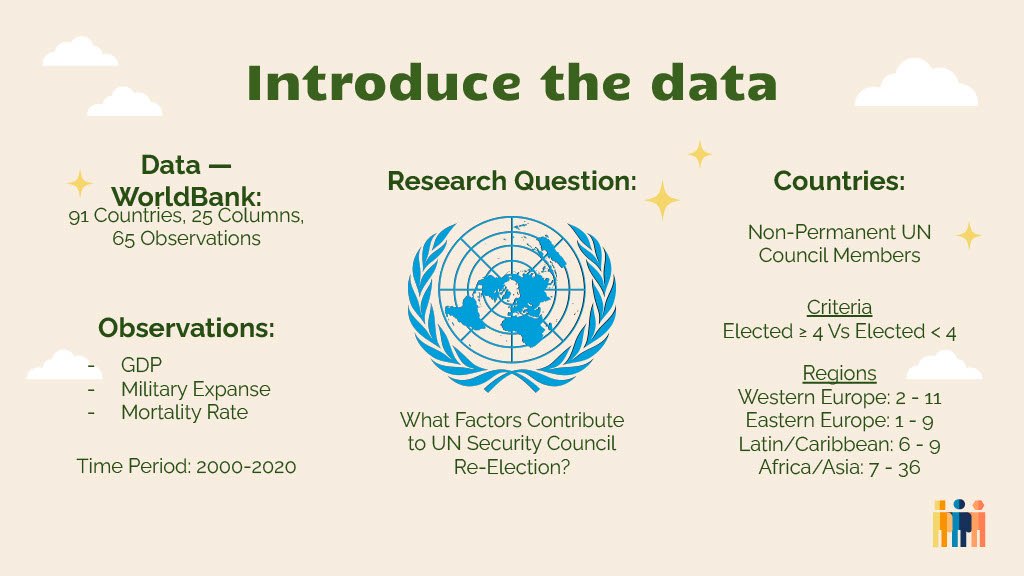 Introduce the data
Data —
WorldBank:
91 Countries, 25 Columns,
65 Observations
Observations:
- GDP
- Military Expanse
- Mortality Rate
Time Period: 2000-2020
Research Question:
What Factors Contribute
to UN Security Council
Re-Election?
Countries:
Non-Permanent UN
Council Members
Criteria
Elected ≥ 4 Vs Elected < 4
Regions
Western Europe: 2 - 11
Eastern Europe: 1 - 9
Latin/Caribbean: 6 - 9
Africa/Asia: 7 - 36